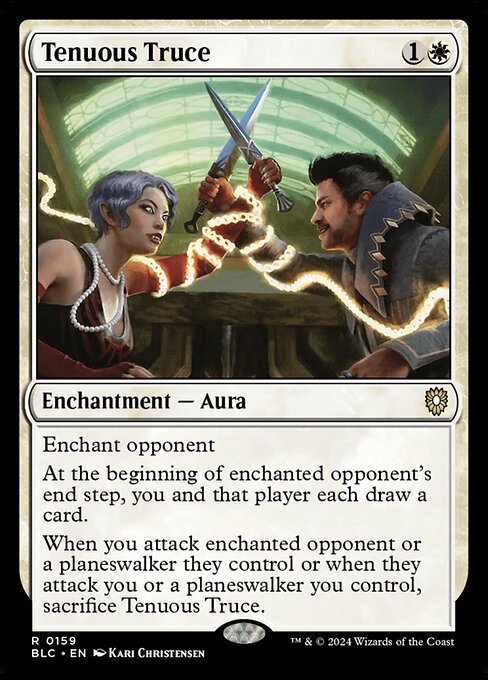 Tenuous Truce 1
Enchantment — Aura
Enchant opponent
At the beginning of enchanted opponent's
end step, you and that player each draw a
card.
When you attack enchanted opponent or
a planeswalker they control or when they
attack you or a planeswalker you control,
sacrifice Tenuous Truce.
R 0159
BLC • EN Kari Christensen
™ & © 2024 Wizards of the Coast